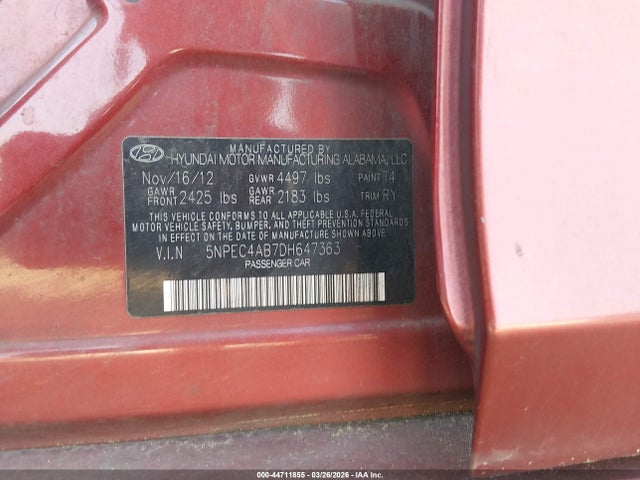 MANUFACTURED BY
HYUNDAI MOTOR MANUFACTURING ALABAMA, LLC
Nov/16/12 GVWR 4497 lbs PAINT T4
GAWR FRONT 2425 lbs GAWR REAR 2183 lbs TRIM RY
THIS VEHICLE CONFORMS TO ALL APPLICABLE U.S.A. FEDERAL
MOTOR VEHICLE SAFETY, BUMPER, AND THEFT PREVENTION STANDARDS
IN EFFECT ON THE DATE OF MANUFACTURE SHOWN ABOVE.
V.I.N 5NPEC4AB7DH647363
PASSENGER CAR
000-44711855 | 03/26/2026 | IAA Inc.